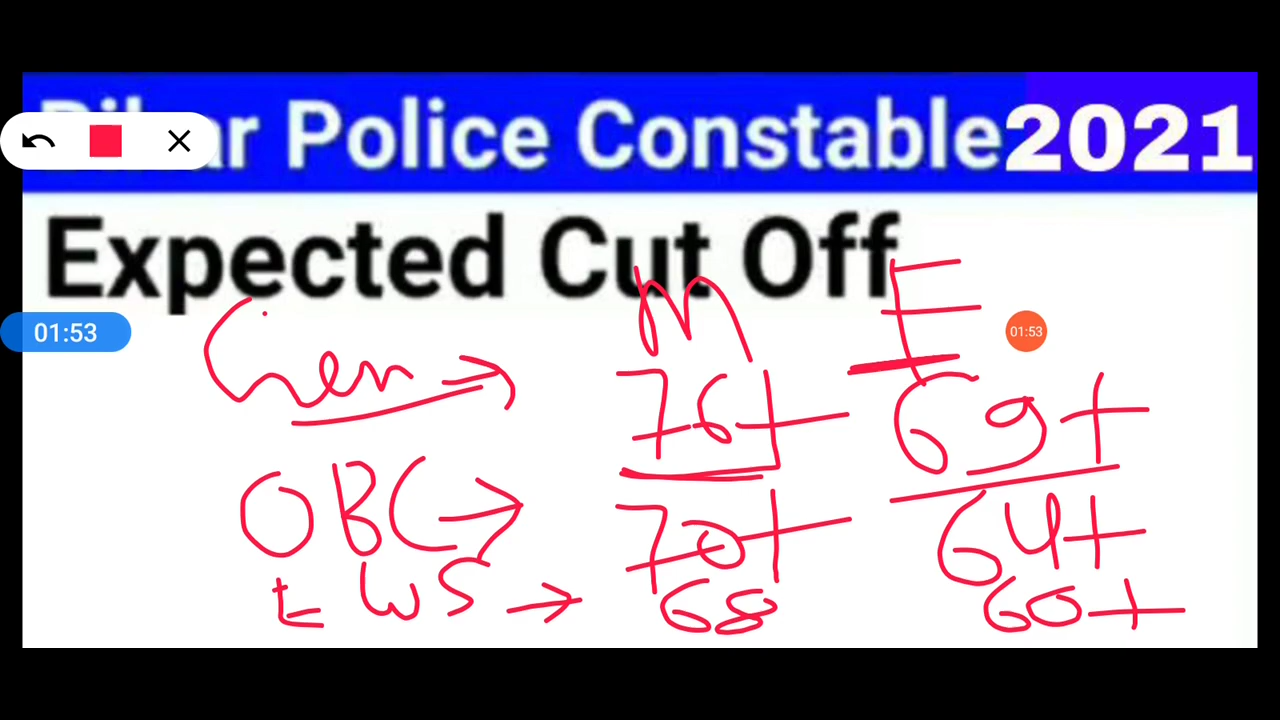 Bihar Police Constable 2021
Expected Cut Off
M F
01:53 01:53
Gen → 76+ 69+
OBC → 70+ 64+
EWS → 68 60+